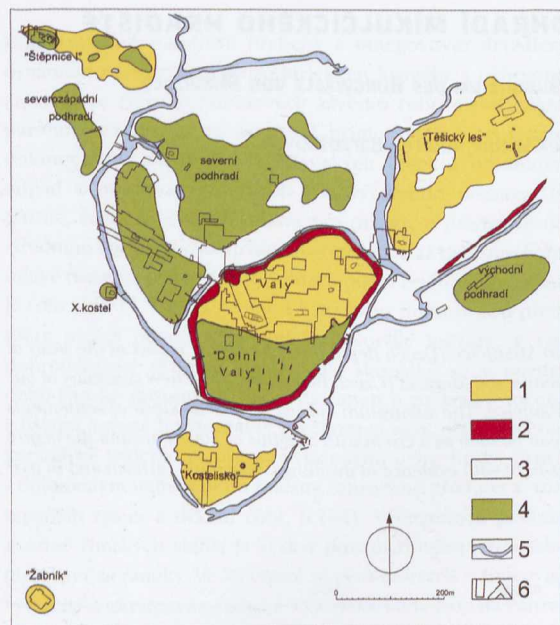 "Štěpnice I"
severozápadní
podhradí
severní
podhradí
"Těšický les"
"Valy"
východní
podhradí
X.kostel
"Dolní
Valy"
"Kostelisko"
"Žabník"
1
2
3
4
5
6
0
200m